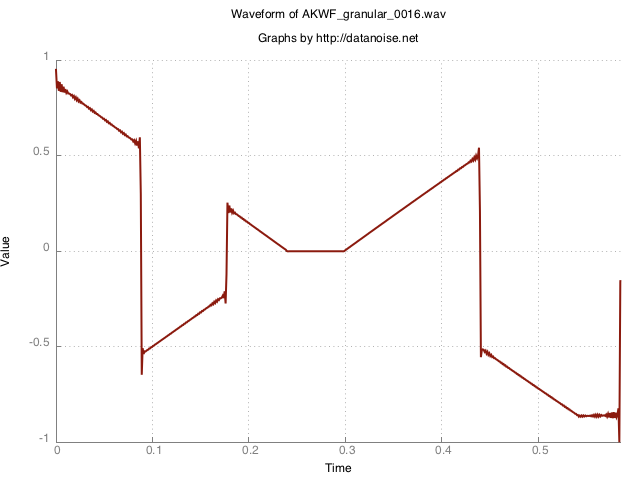 Waveform of AKWF_granular_0016.wav
Graphs by http://datanoise.net
1
0.5
0
-0.5
-1
Value
0 0.1 0.2 0.3 0.4 0.5
Time